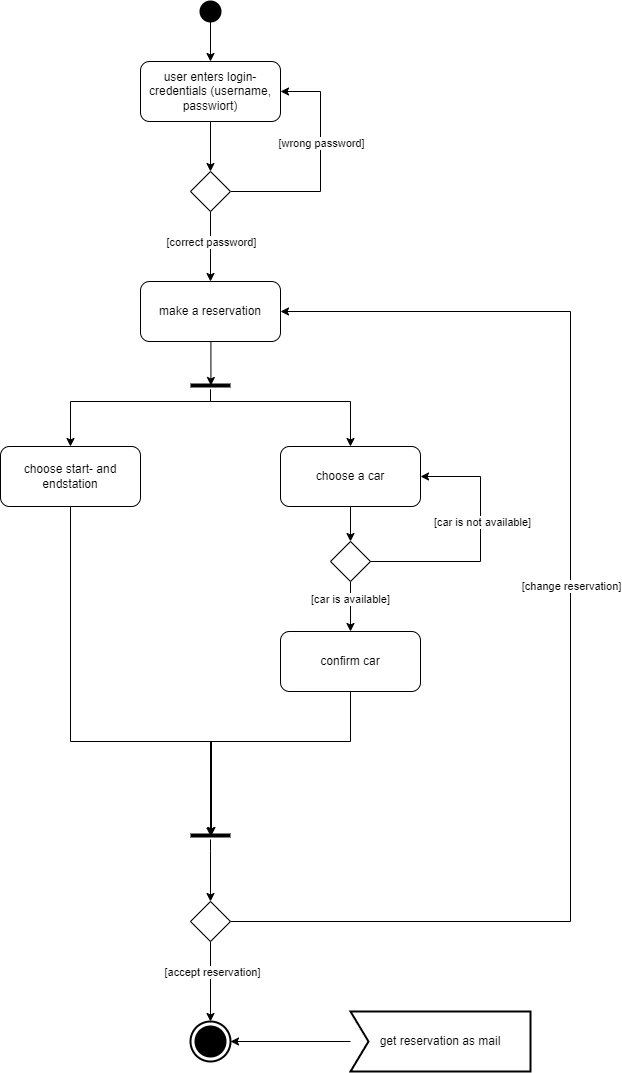 user enters login-
credentials (username,
passwiort)
[wrong password]
[correct password]
make a reservation
choose start- and
endstation
choose a car
[car is not available]
[change reservation]
[car is available]
confirm car
[accept reservation]
get reservation as mail